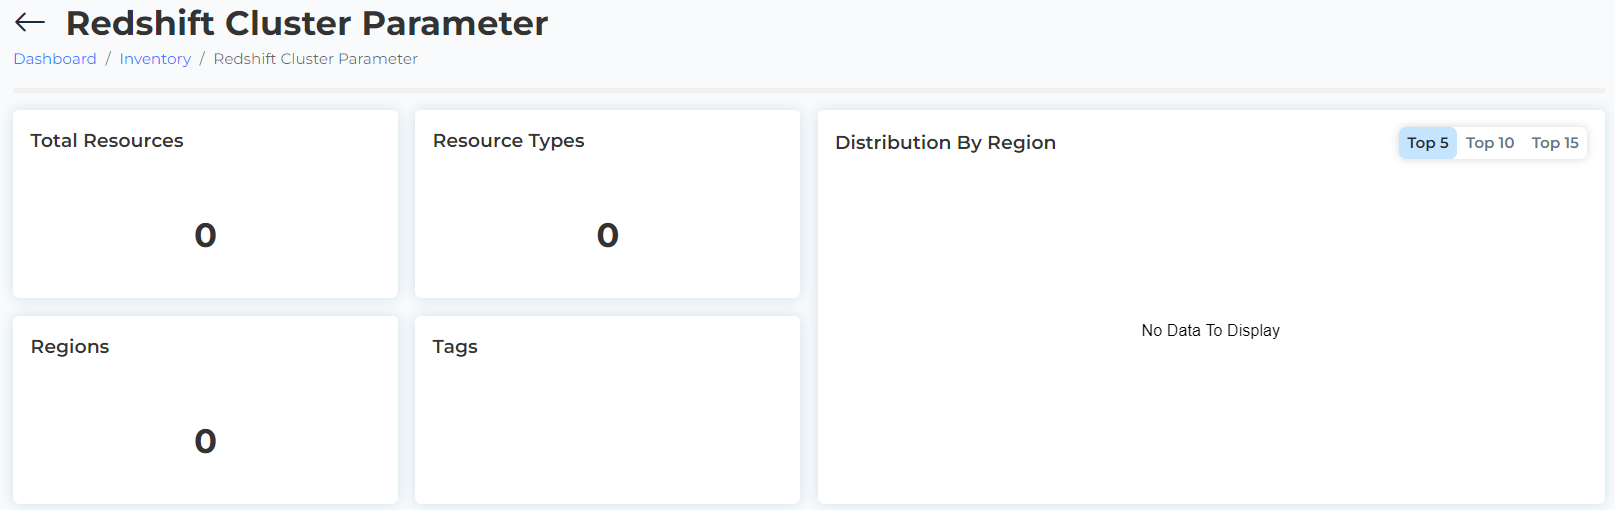 Redshift Cluster Parameter
Dashboard / Inventory / Redshift Cluster Parameter
Total Resources
0
Resource Types
0
Regions
0
Tags
Distribution By Region
Top 5 Top 10 Top 15
No Data To Display